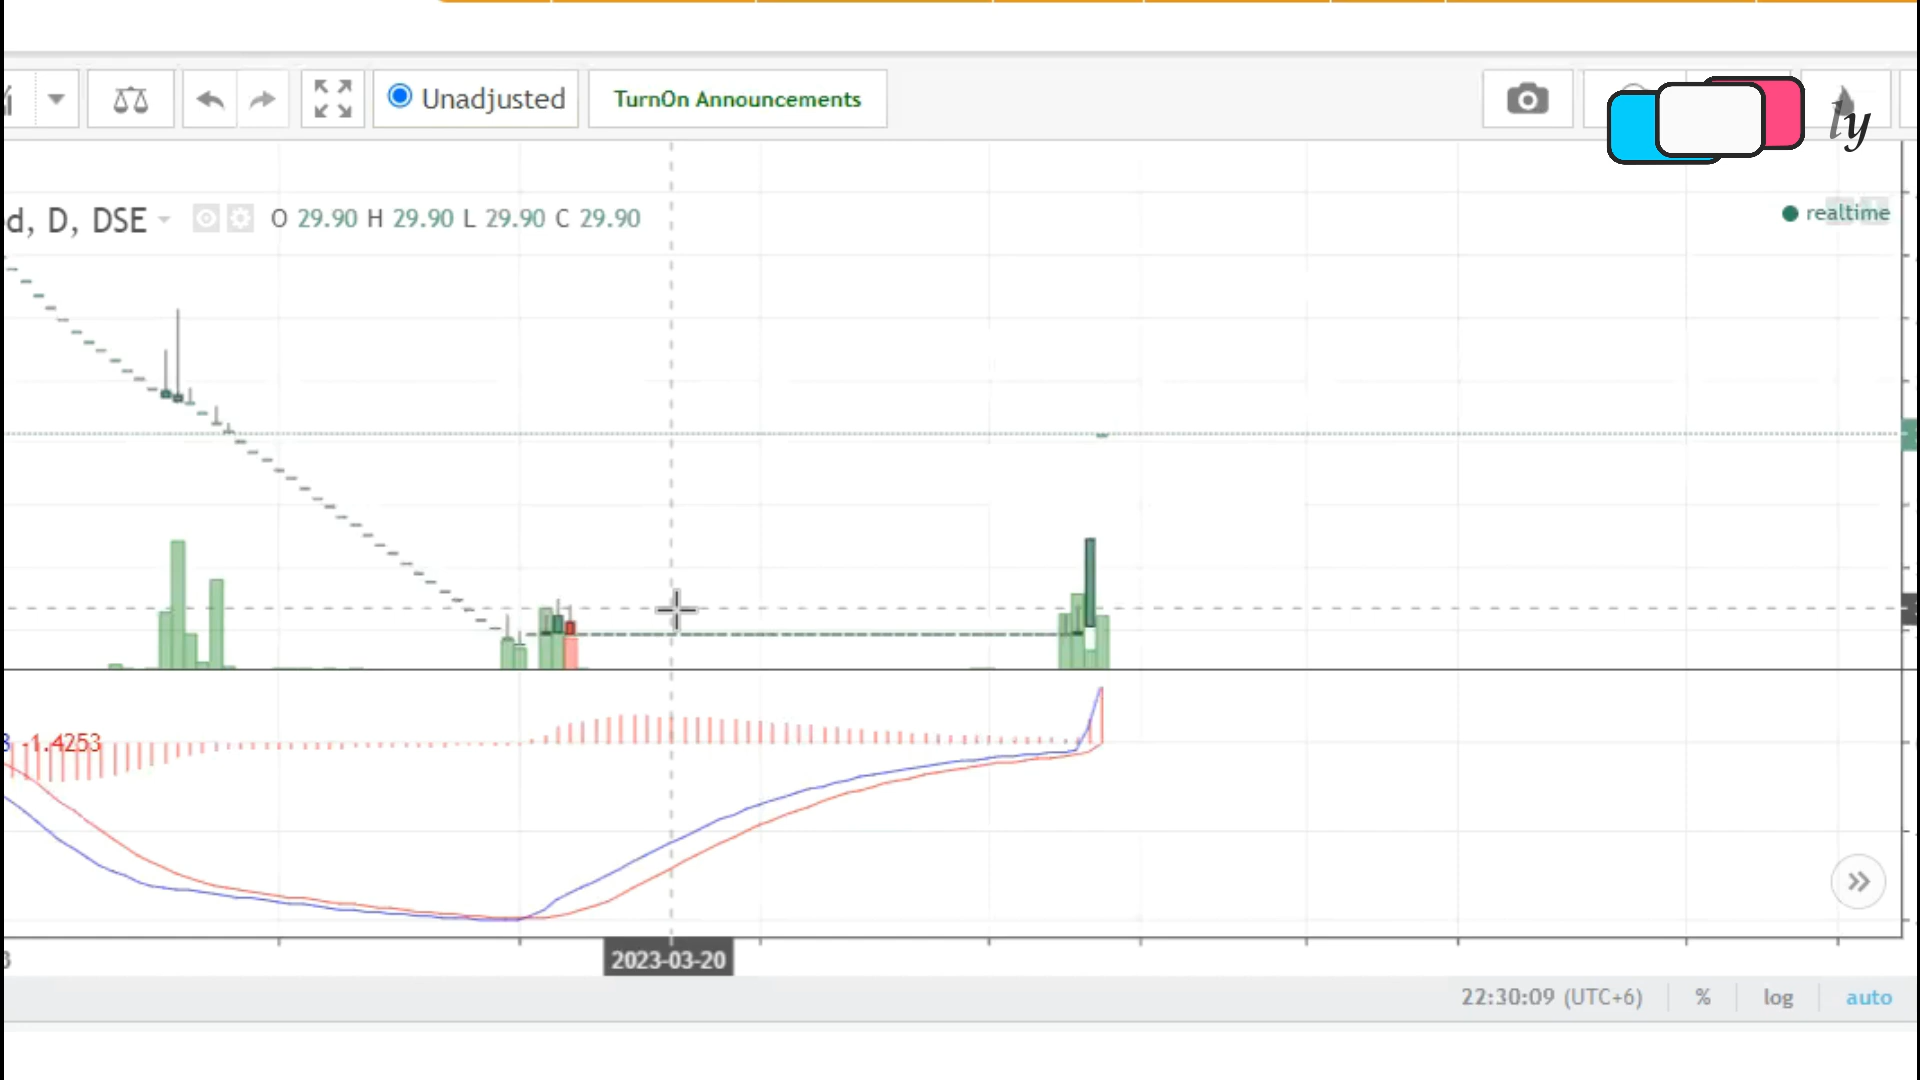 Unadjusted TurnOn Announcements
ly
d, D, DSE O 29.90 H 29.90 L 29.90 C 29.90
realtime
-1.4253
2023-03-20
22:30:09 (UTC+6) % log auto